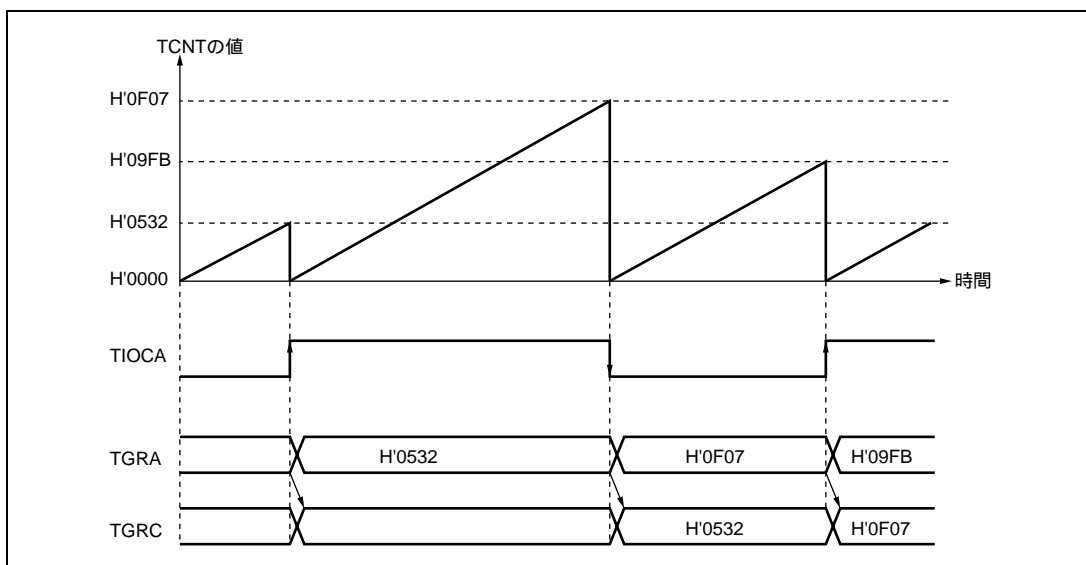 TCNTの値
H'0F07
H'09FB
H'0532
H'0000
時間
TIOCA
TGRA
H'0532
H'0F07
H'09FB
TGRC
H'0532
H'0F07